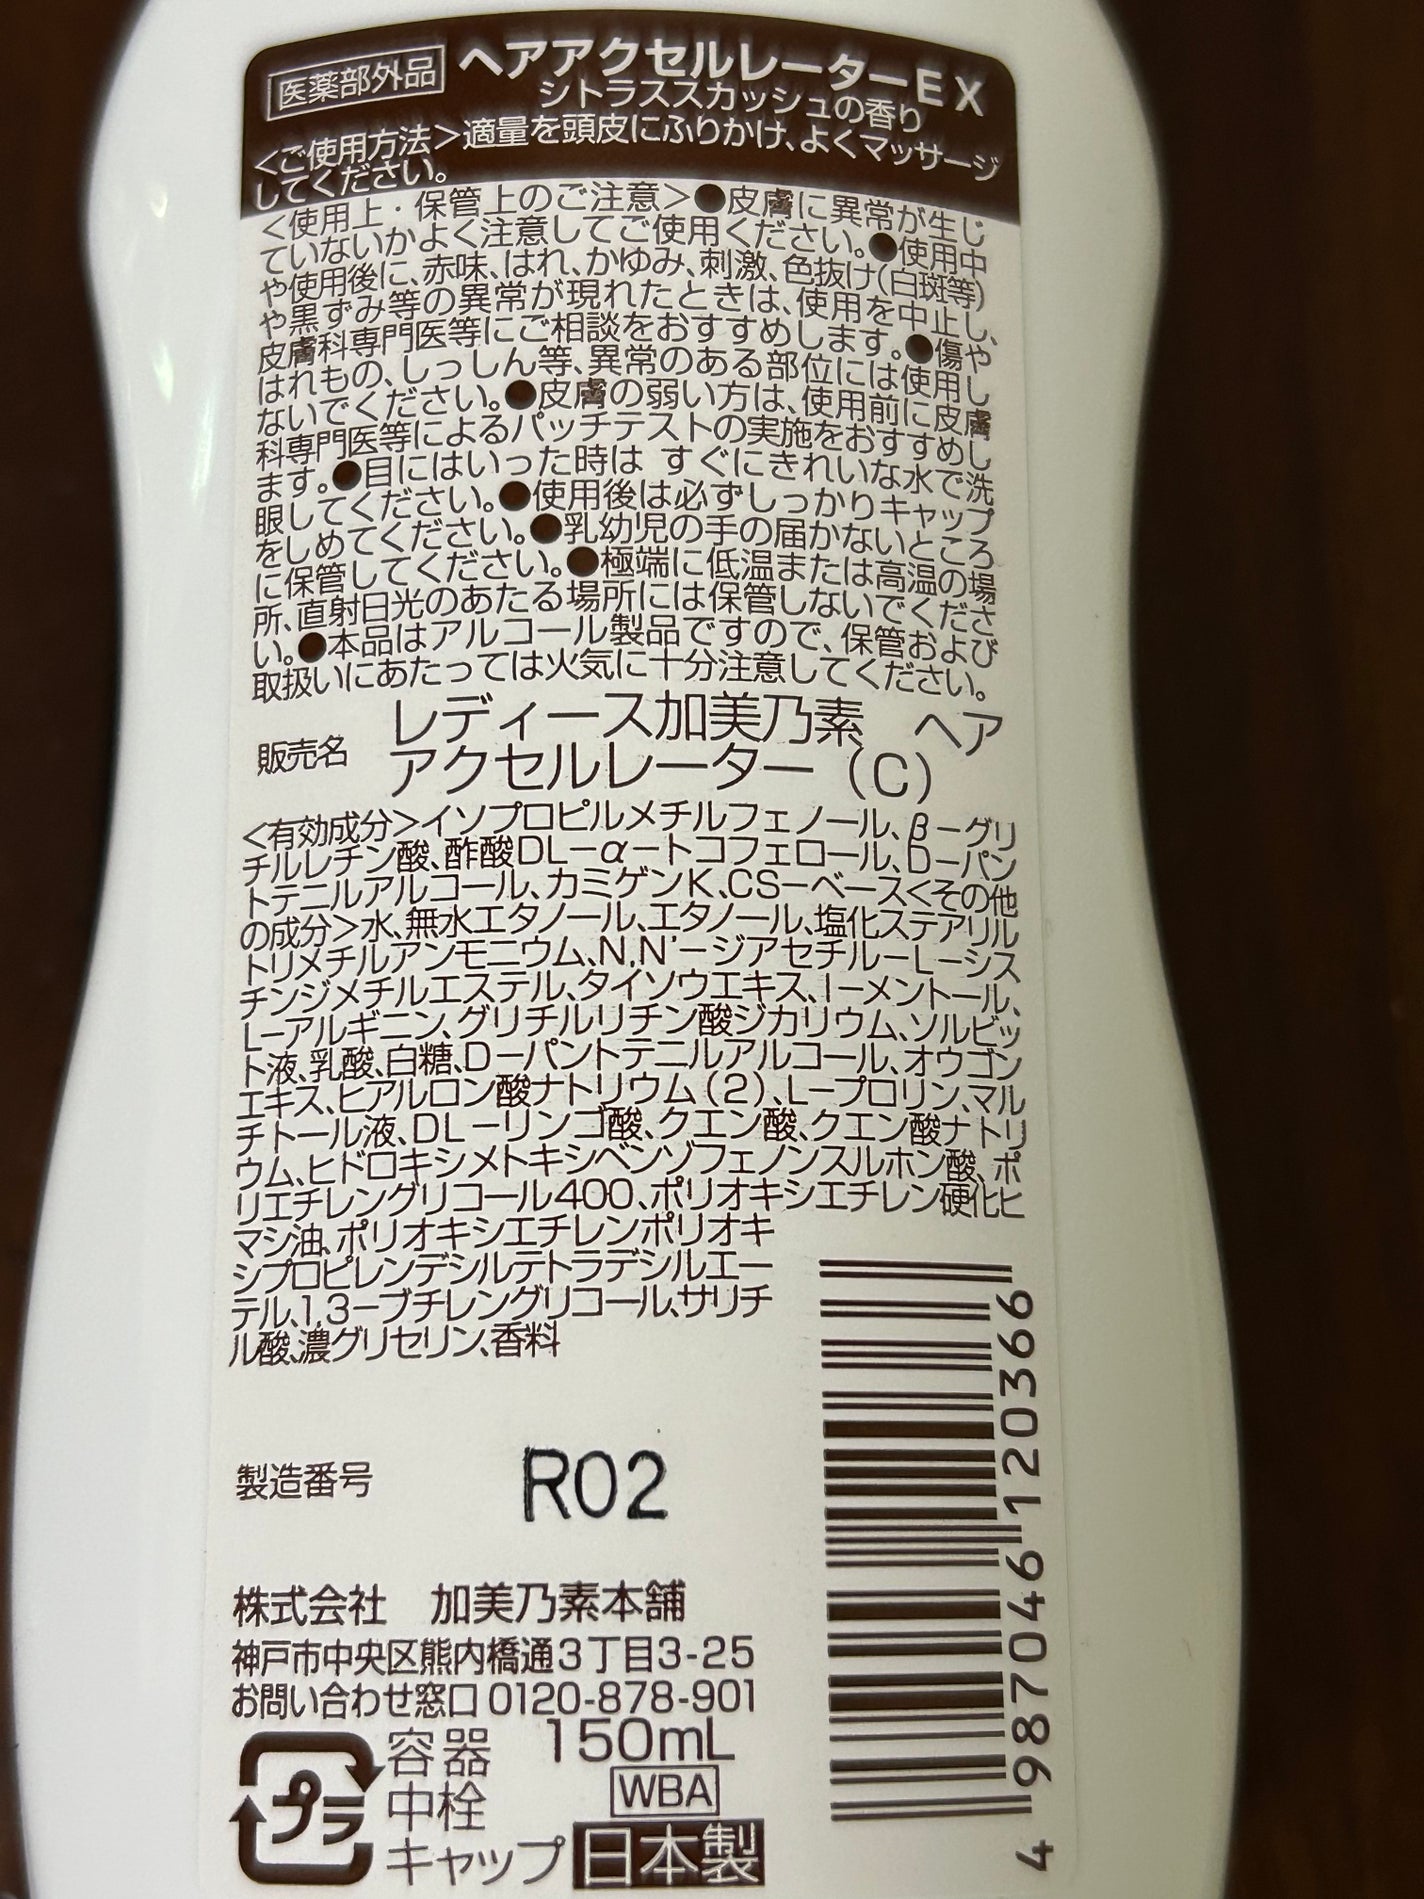 医薬部外品 ヘアアクセルレーターEX
シトラススカッシュの香り
＜ご使用方法＞適量を頭皮にふりかけ、よくマッサージ
してください。
＜使用上・保管上のご注意＞●皮膚に異常が生じ
ていないかよく注意してご使用ください。●使用中
や使用後に、赤味、はれ、かゆみ、刺激、色抜け(白斑等)
や黒ずみ等の異常が現れたときは、使用を中止し、
皮膚科専門医等にご相談をおすすめします。●傷や
はれもの、しっしん等、異常のある部位には使用し
ないでください。●皮膚の弱い方は、使用前に皮膚
科専門医等によるパッチテストの実施をおすすめし
ます。●目にはいった時は すぐにきれいな水で洗
眼してください。●使用後は必ずしっかりキャップ
をしめてください。●乳幼児の手の届かないところ
に保管してください。●極端に低温または高温の場
所、直射日光のあたる場所には保管しないでくださ
い。●本品はアルコール製品ですので、保管および
取扱いにあたっては火気に十分注意してください。
販売名 レディース加美乃素 ヘア
アクセルレーター（C）
＜有効成分＞イソプロピルメチルフェノール、β－グリ
チルレチン酸、酢酸DL－α－トコフェロール、D－パン
トテニルアルコール、カミゲンK、CS－ベース＜その他
の成分＞水、無水エタノール、エタノール、塩化ステアリル
トリメチルアンモニウム、N,N'－ジアセチル－L－シス
チンジメチルエステル、タイソウエキス、l－メントール、
L－アルギニン、グリチルリチン酸ジカリウム、ソルビッ
ト液、乳酸、白糖、D－パントテニルアルコール、オウゴン
エキス、ヒアルロン酸ナトリウム（2）、L－プロリン、マル
チトール液、DL－リンゴ酸、クエン酸、クエン酸ナトリ
ウム、ヒドロキシメトキシベンゾフェノンスルホン酸、ポ
リエチレングリコール400、ポリオキシエチレン硬化ヒ
マシ油、ポリオキシエチレンポリオキ
シプロピレンデシルテトラデシルエー
テル、1,3－ブチレングリコール、サリチ
ル酸、濃グリセリン、香料
製造番号 R02
株式会社 加美乃素本舗
神戸市中央区熊内橋通3丁目3-25
お問い合わせ窓口 0120-878-901
プラ
容器 150mL
中栓 WBA
キャップ 日本製
4 987046 120366